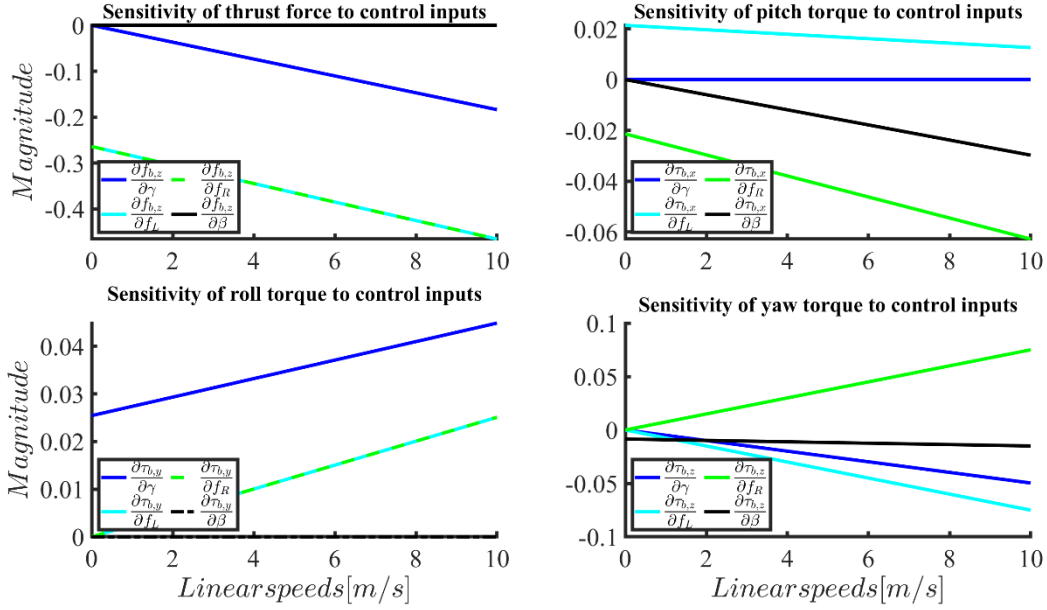 Sensitivity of thrust force to control inputs
Magnitude
0
-0.1
-0.2
-0.3
-0.4
∂f_{b,z}/∂γ ∂f_{b,z}/∂f_R
∂f_{b,z}/∂f_L ∂f_{b,z}/∂β
0 2 4 6 8 10
Sensitivity of pitch torque to control inputs
0.02
0
-0.02
-0.04
-0.06
∂τ_{b,x}/∂γ ∂τ_{b,x}/∂f_R
∂τ_{b,x}/∂f_L ∂τ_{b,x}/∂β
0 2 4 6 8 10
Sensitivity of roll torque to control inputs
Magnitude
0.04
0.03
0.02
0.01
0
∂τ_{b,y}/∂γ ∂τ_{b,y}/∂f_R
∂τ_{b,y}/∂f_L ∂τ_{b,y}/∂β
0 2 4 6 8 10
Linearspeeds[m/s]
Sensitivity of yaw torque to control inputs
0.1
0.05
0
-0.05
-0.1
∂τ_{b,z}/∂γ ∂τ_{b,z}/∂f_R
∂τ_{b,z}/∂f_L ∂τ_{b,z}/∂β
0 2 4 6 8 10
Linearspeeds[m/s]